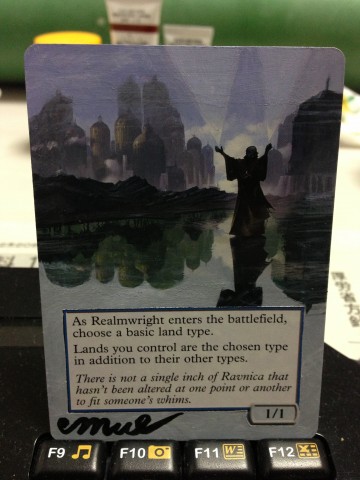 As Realmwright enters the battlefield,
choose a basic land type.
Lands you control are the chosen type
in addition to their other types.
There is not a single inch of Ravnica that
hasn't been altered at one point or another
to fit someone's whims.
1/1
F9 F10 F11 F12